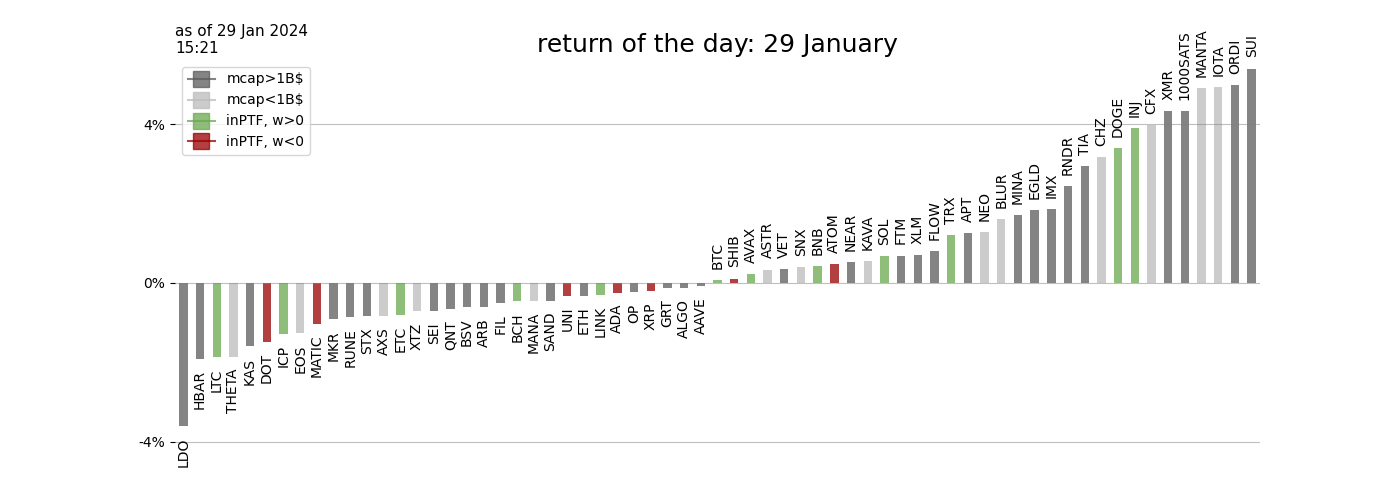 as of 29 Jan 2024
15:21
return of the day: 29 January
mcap>1B$
mcap<1B$
inPTF, w>0
inPTF, w<0
4%
0%
-4%
LDO
HBAR
LTC
THETA
KAS
DOT
ICP
EOS
MATIC
MKR
RUNE
STX
AXS
ETC
XTZ
SEI
QNT
BSV
ARB
FIL
BCH
MANA
SAND
UNI
ETH
LINK
ADA
OP
XRP
GRT
ALGO
AAVE
BTC
SHIB
AVAX
ASTR
VET
SNX
BNB
ATOM
NEAR
KAVA
SOL
FTM
XLM
FLOW
TRX
APT
NEO
BLUR
MINA
EGLD
IMX
RNDR
TIA
CHZ
DOGE
INJ
CFX
XMR
1000SATS
MANTA
IOTA
ORDI
SUI